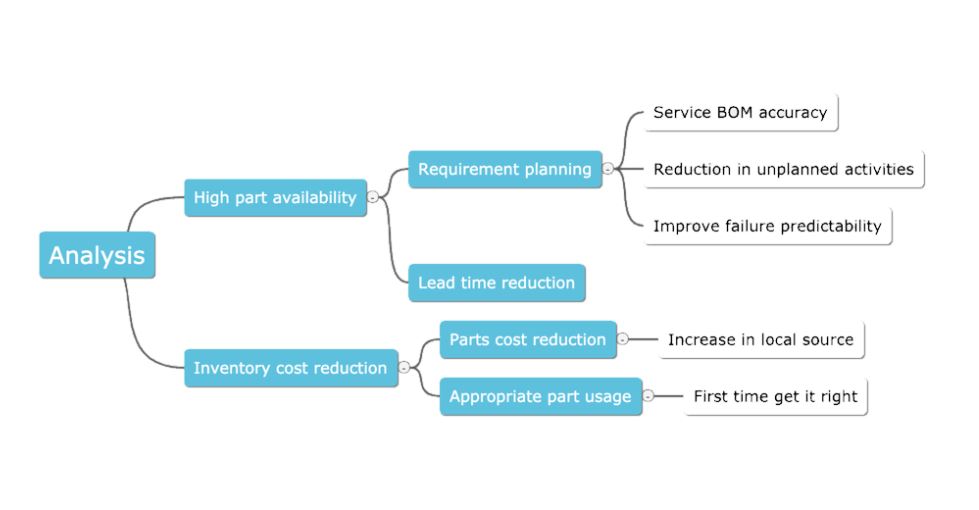 Analysis
High part availability
Requirement planning
Service BOM accuracy
Reduction in unplanned activities
Improve failure predictability
Lead time reduction
Inventory cost reduction
Parts cost reduction
Increase in local source
Appropriate part usage
First time get it right